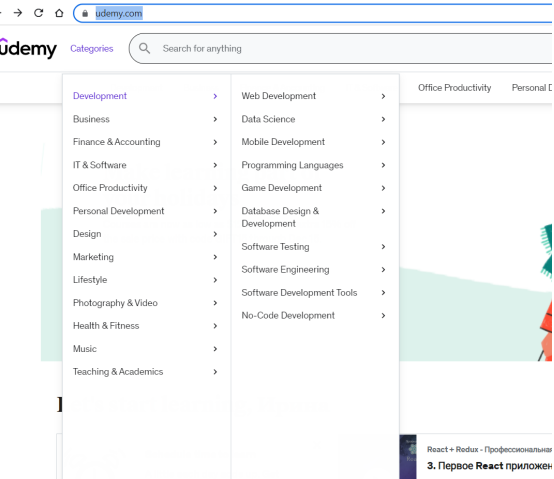 udemy.com
ûdemy Categories Search for anything
Office Productivity Personal
Development
Business
Finance & Accounting
IT & Software
Office Productivity
Personal Development
Design
Marketing
Lifestyle
Photography & Video
Health & Fitness
Music
Teaching & Academics
Web Development
Data Science
Mobile Development
Programming Languages
Game Development
Database Design &
Development
Software Testing
Software Engineering
Software Development Tools
No-Code Development
React + Redux - Профессиональная
3. Первое React приложен